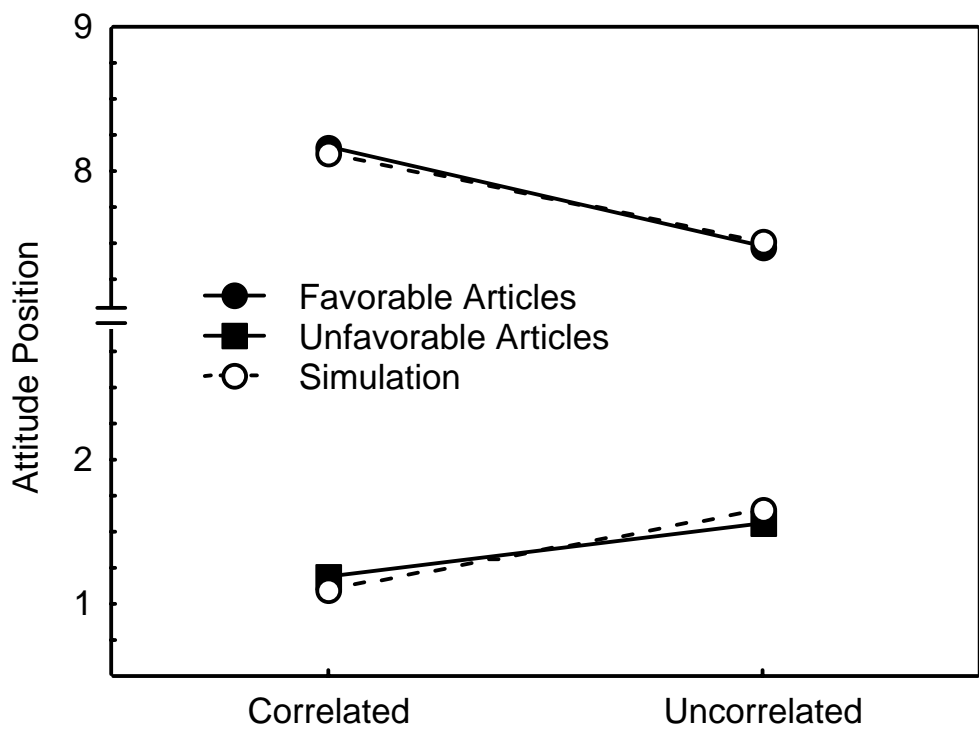 9
8
Attitude Position
Favorable Articles
Unfavorable Articles
Simulation
2
1
Correlated Uncorrelated